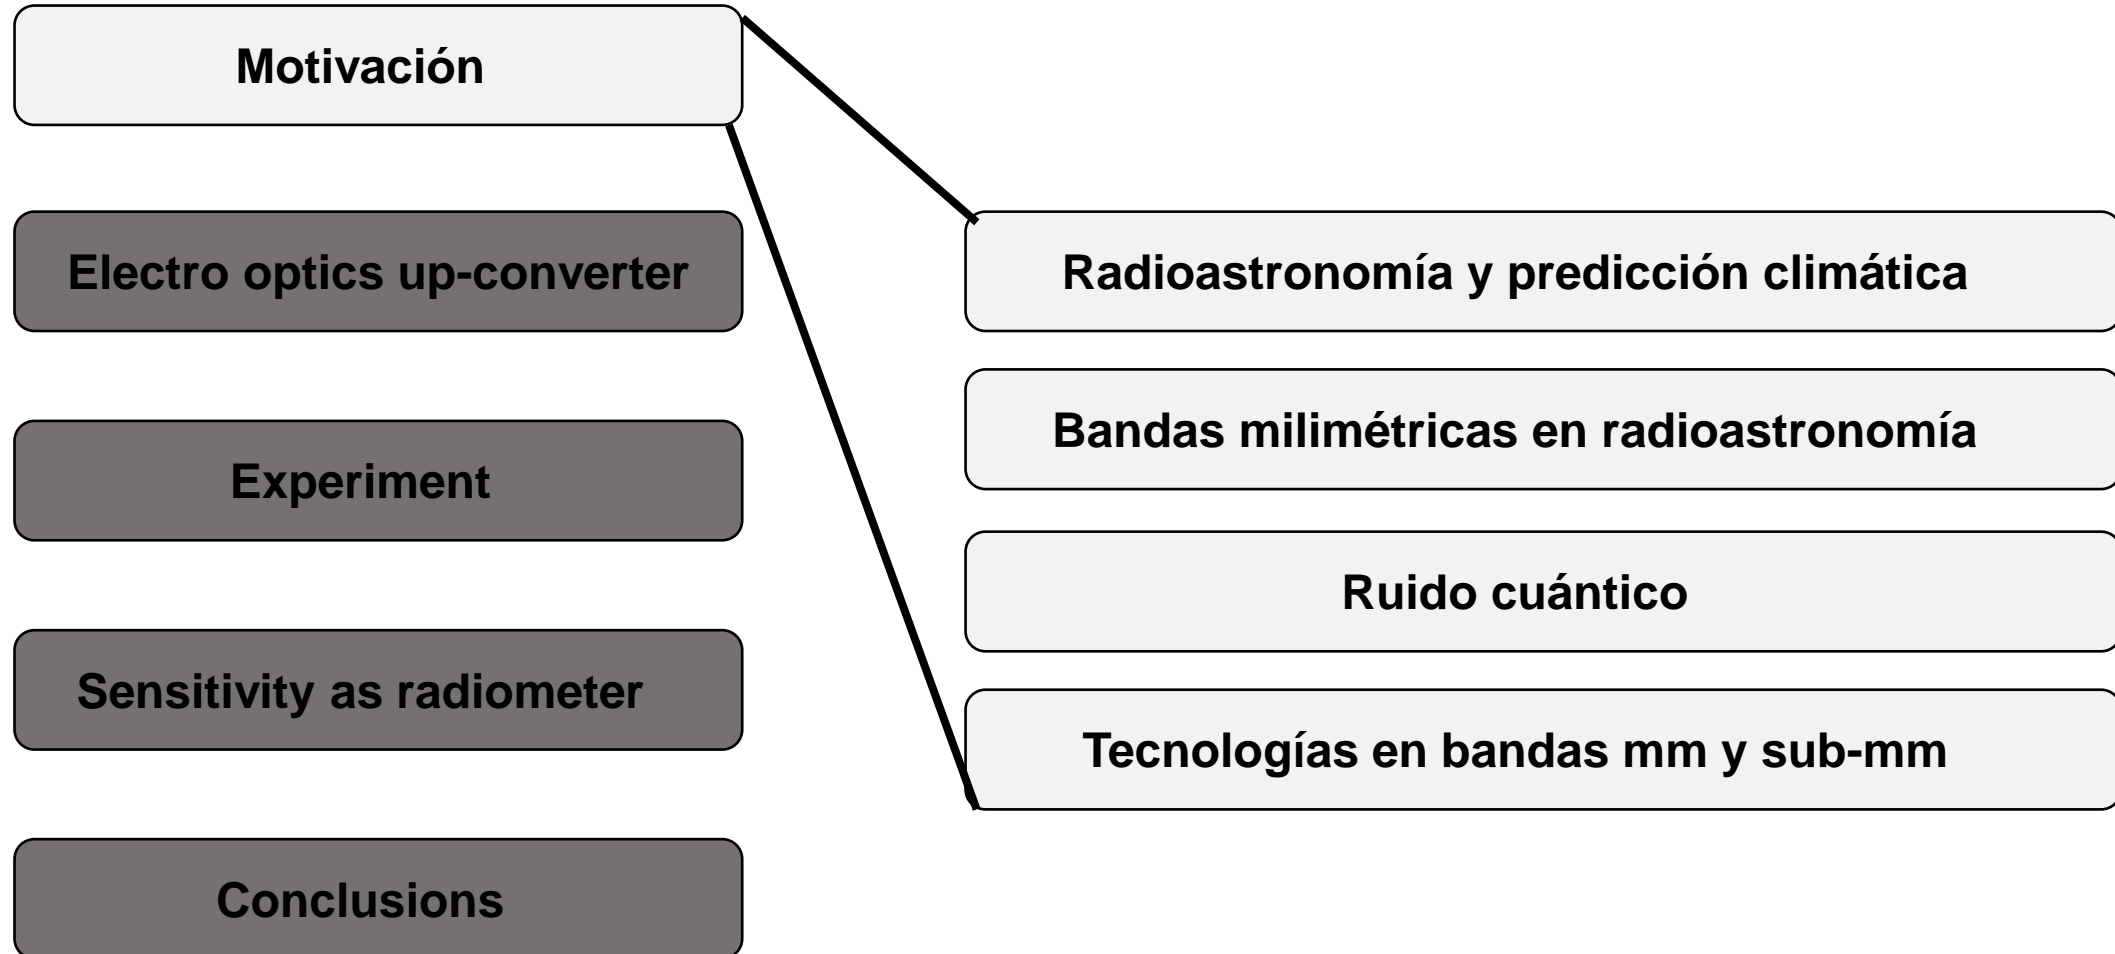 Motivación
Electro optics up-converter
Experiment
Sensitivity as radiometer
Conclusions
Radioastronomía y predicción climática
Bandas milimétricas en radioastronomía
Ruido cuántico
Tecnologías en bandas mm y sub-mm